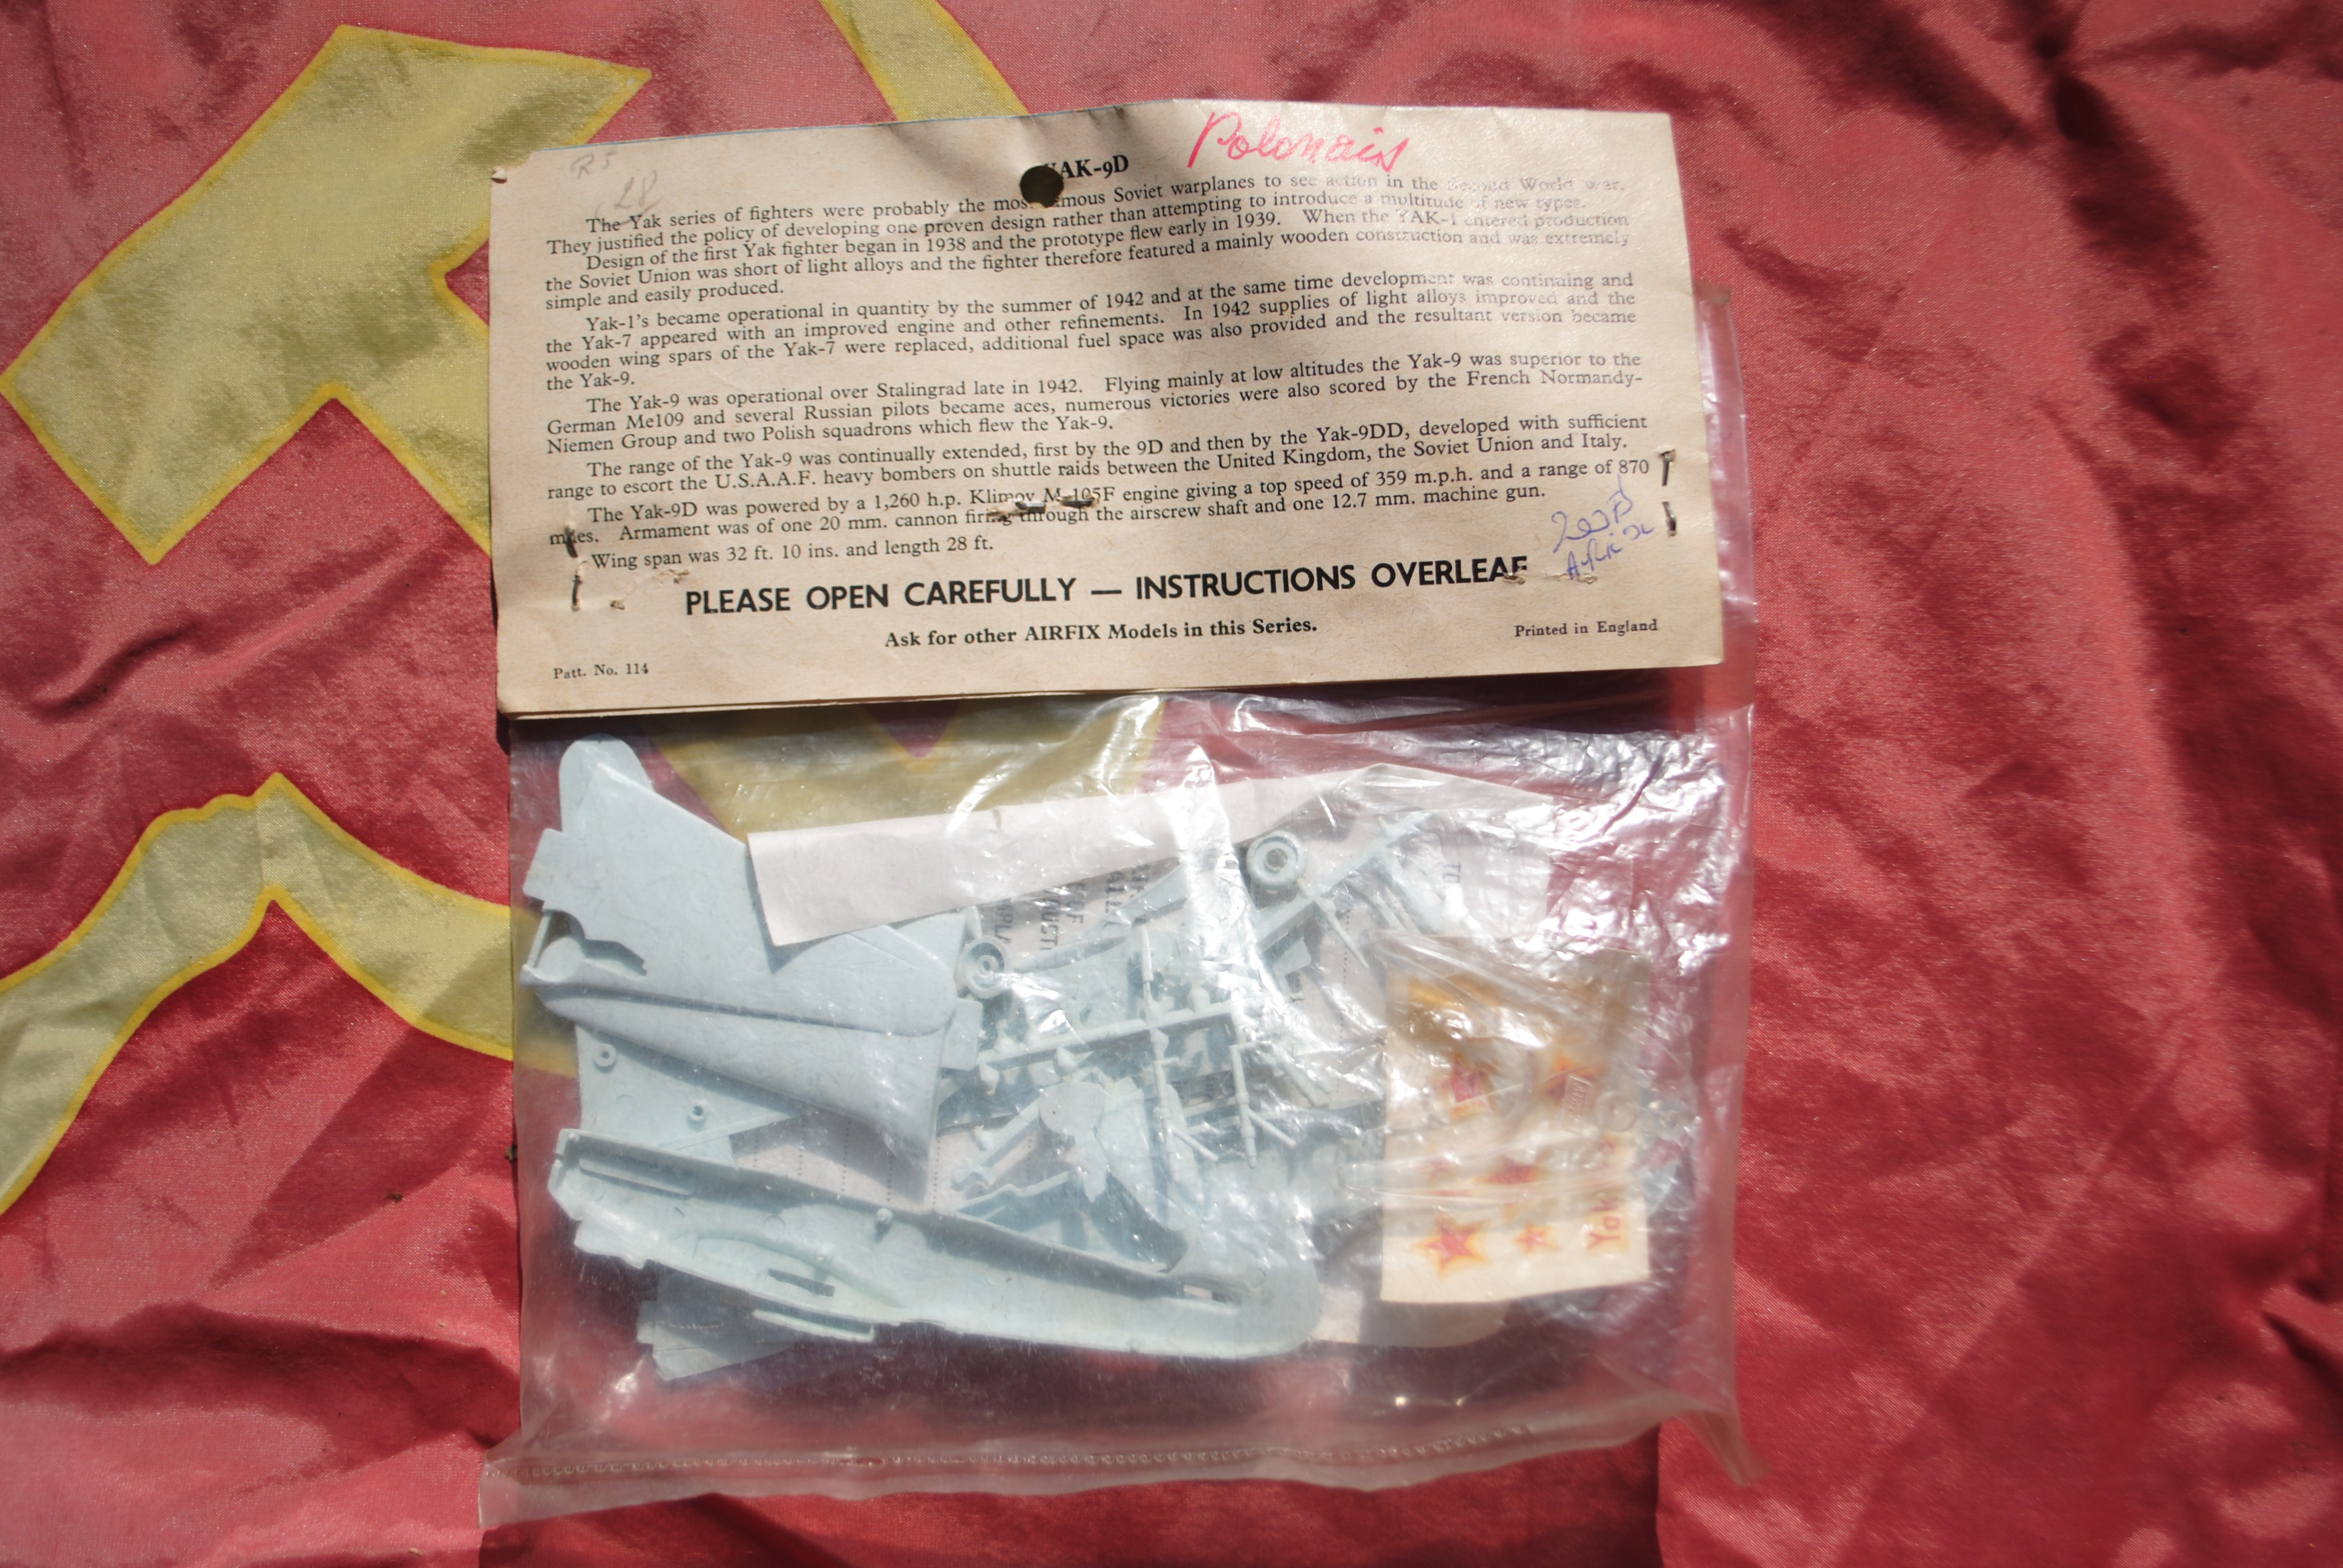 Polonais
YAK-9D
The Yak series of fighters were probably the most famous Soviet warplanes to see action in the Second World war.
They justified the policy of developing one proven design rather than attempting to introduce a multitude of new types.
Design of the first Yak fighter began in 1938 and the prototype flew early in 1939. When the YAK-1 entered production
the Soviet Union was short of light alloys and the fighter therefore featured a mainly wooden construction and was extremely
simple and easily produced.
Yak-1's became operational in quantity by the summer of 1942 and at the same time development was continuing and
the Yak-7 appeared with an improved engine and other refinements. In 1942 supplies of light alloys improved and the
wooden wing spars of the Yak-7 were replaced, additional fuel space was also provided and the resultant version became
the Yak-9.
The Yak-9 was operational over Stalingrad late in 1942. Flying mainly at low altitudes the Yak-9 was superior to the
German Me109 and several Russian pilots became aces, numerous victories were also scored by the French Normandy-
Niemen Group and two Polish squadrons which flew the Yak-9.
The range of the Yak-9 was continually extended, first by the 9D and then by the Yak-9DD, developed with sufficient
range to escort the U.S.A.A.F. heavy bombers on shuttle raids between the United Kingdom, the Soviet Union and Italy.
The Yak-9D was powered by a 1,260 h.p. Klimov M-105F engine giving a top speed of 359 m.p.h. and a range of 870
miles. Armament was of one 20 mm. cannon firing through the airscrew shaft and one 12.7 mm. machine gun.
Wing span was 32 ft. 10 ins. and length 28 ft.
PLEASE OPEN CAREFULLY — INSTRUCTIONS OVERLEAF
Ask for other AIRFIX Models in this Series.
Printed in England
Patt. No. 114
TO